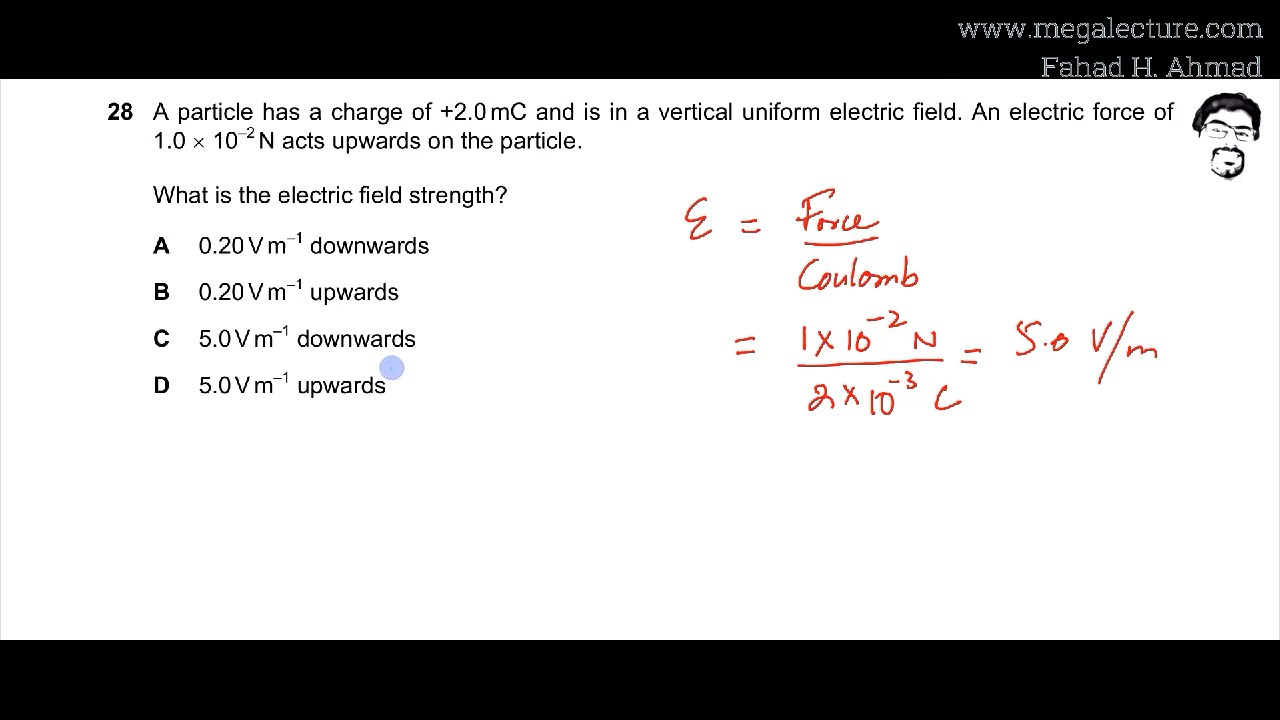 www.megalecture.com
Fahad H. Ahmad
28 A particle has a charge of +2.0 mC and is in a vertical uniform electric field. An electric force of
1.0 × 10⁻² N acts upwards on the particle.
What is the electric field strength?
A 0.20 V m⁻¹ downwards
B 0.20 V m⁻¹ upwards
C 5.0 V m⁻¹ downwards
D 5.0 V m⁻¹ upwards
Ɛ = Force
Coulomb
= 1 × 10⁻² N = 5.0 V/m
2 × 10⁻³ C